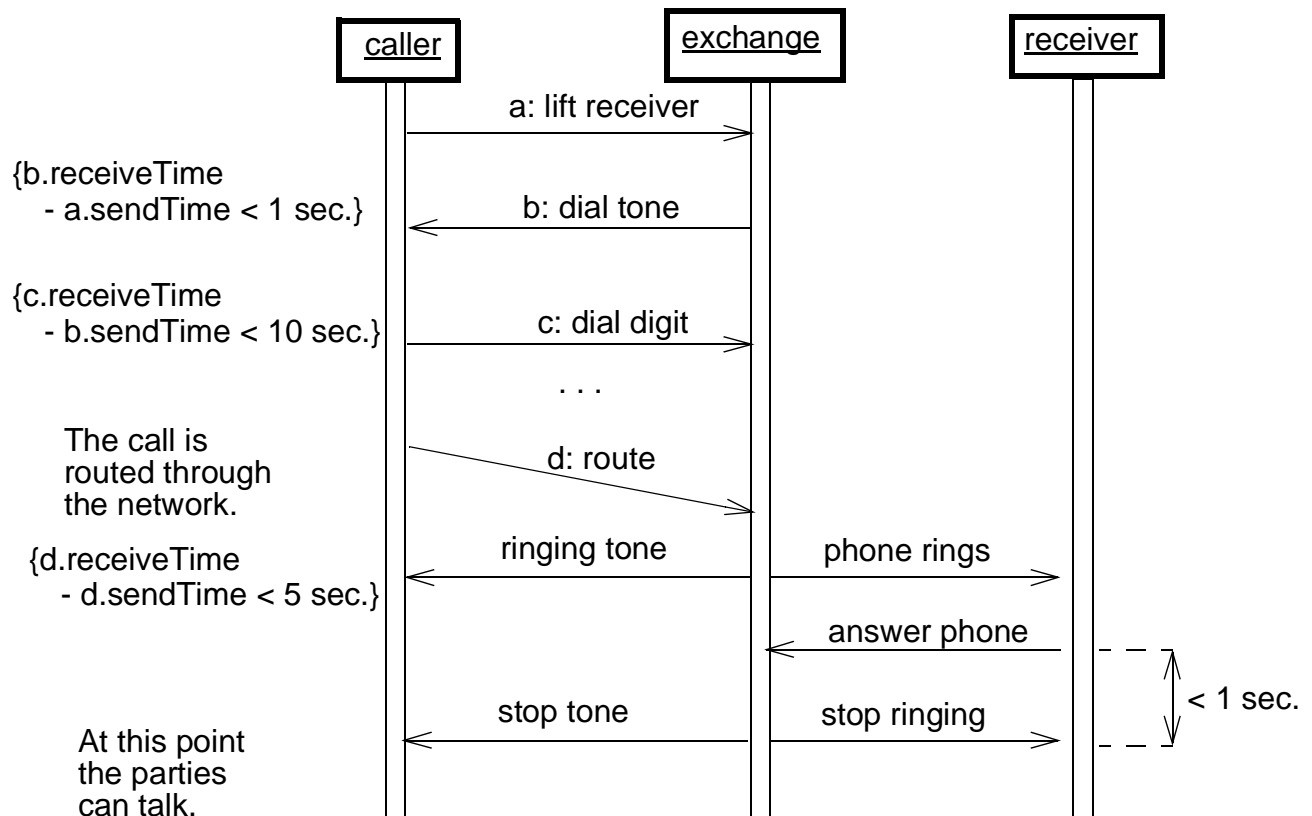 caller
exchange
receiver
a: lift receiver
{b.receiveTime
- a.sendTime < 1 sec.}
b: dial tone
{c.receiveTime
- b.sendTime < 10 sec.}
c: dial digit
. . .
The call is
routed through
the network.
d: route
{d.receiveTime
- d.sendTime < 5 sec.}
ringing tone
phone rings
answer phone
< 1 sec.
stop tone
stop ringing
At this point
the parties
can talk.